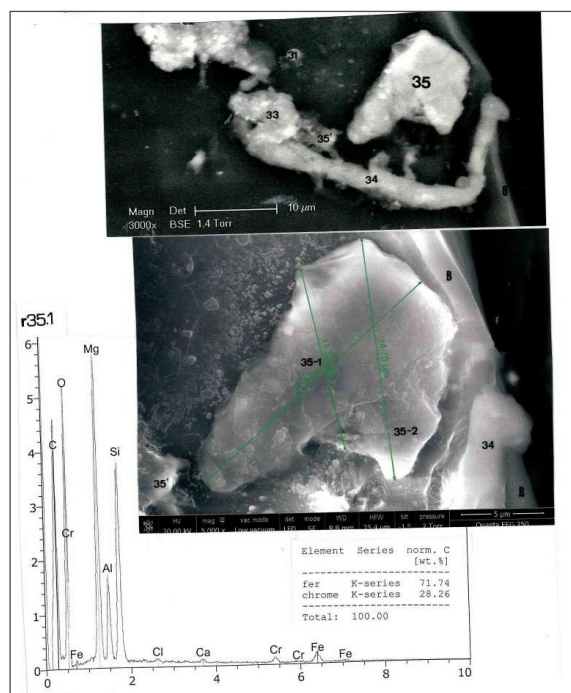 32
31
35
33
35'
34
B
Magn Det
10 µm
3000x BSE 1.4 Torr
B
35-1
14.70 µm
35-2
34
35'
B
HV mag vac mode det WD HFW tilt pressure
20.00 kV 5 000 x Low vacuum LFD SE 8.8 mm 25.4 µm 2 Torr
5 µm
Quanta FEG 250
r35.1
6
5
4
3
2
1
0
Mg
O
C
Si
Cr
Al
Fe
Cl
Ca
Cr
Cr
Fe
Fe
0 2 4 6 8 10
Element Series norm. C
[wt.%]
fer K-series 71.74
chrome K-series 28.26
Total: 100.00